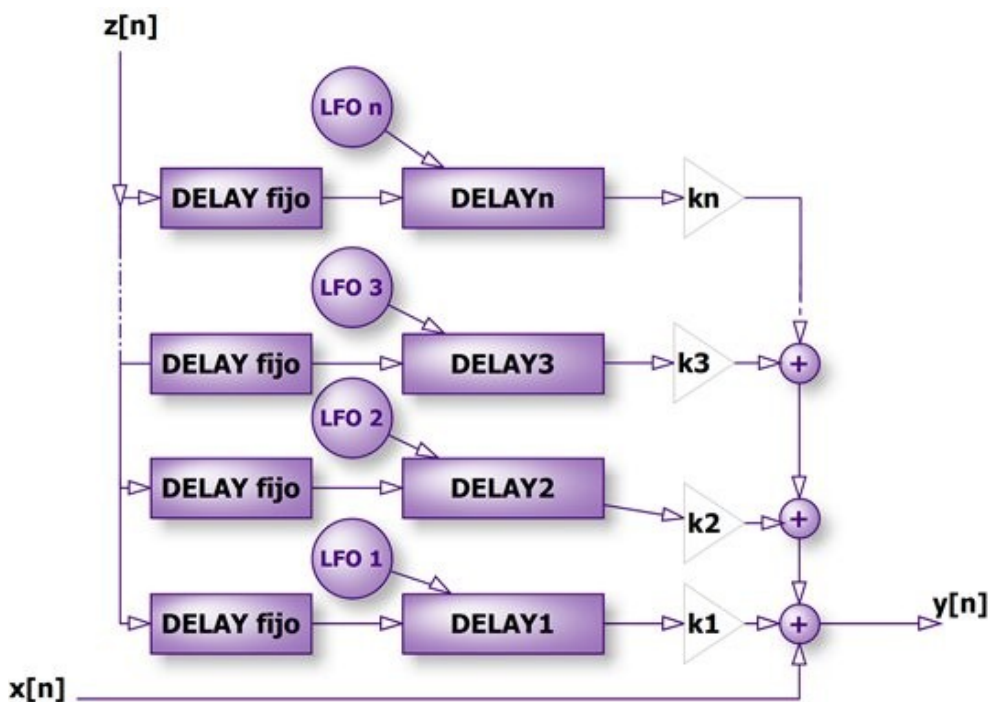 z[n]
LFO n
DELAY fijo
DELAYn
kn
LFO 3
DELAY fijo
DELAY3
k3
+
LFO 2
DELAY fijo
DELAY2
k2
+
LFO 1
DELAY fijo
DELAY1
k1
+
y[n]
x[n]